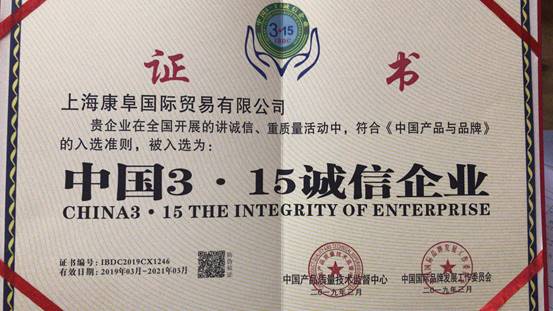 3·15
证 书
上海康阜国际贸易有限公司
贵企业在全国开展的讲诚信、重质量活动中，符合《中国产品与品牌》
的入选准则，被入选为：
中国3·15诚信企业
CHINA3·15 THE INTEGRITY OF ENTERPRISE
证书编号：IBDC2019CX1246
有效日期：2019年03月-2021年03月
中国产品质量技术监督中心
中国国际品牌发展工作委员会
二〇一九年三月
二〇一九年三月